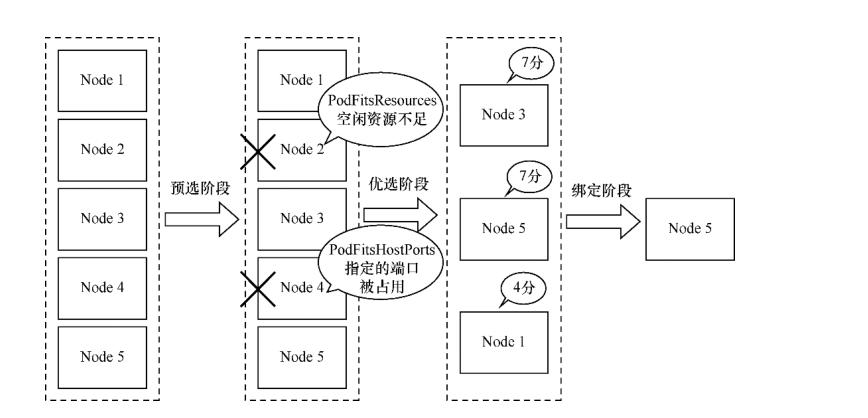 Node 1
Node 2
Node 3
Node 4
Node 5
预选阶段
Node 1
PodFitsResources
空闲资源不足
Node 2
Node 3
PodFitsHostPorts
指定的端口
被占用
Node 4
Node 5
优选阶段
7分
Node 3
7分
Node 5
4分
Node 1
绑定阶段
Node 5